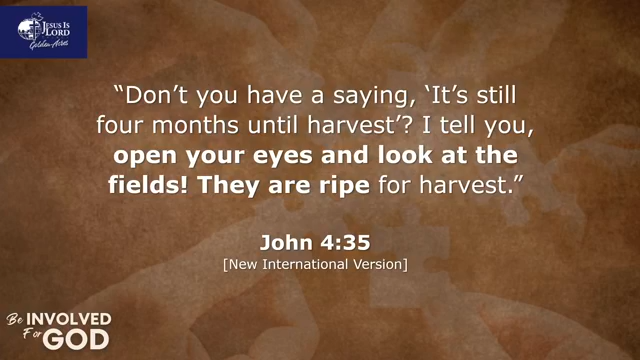 JESUS IS
LORD
Golden Acres
“Don’t you have a saying, ‘It’s still
four months until harvest’? I tell you,
open your eyes and look at the
fields! They are ripe for harvest.”
John 4:35
[New International Version]
Be INVOLVED
For GOD